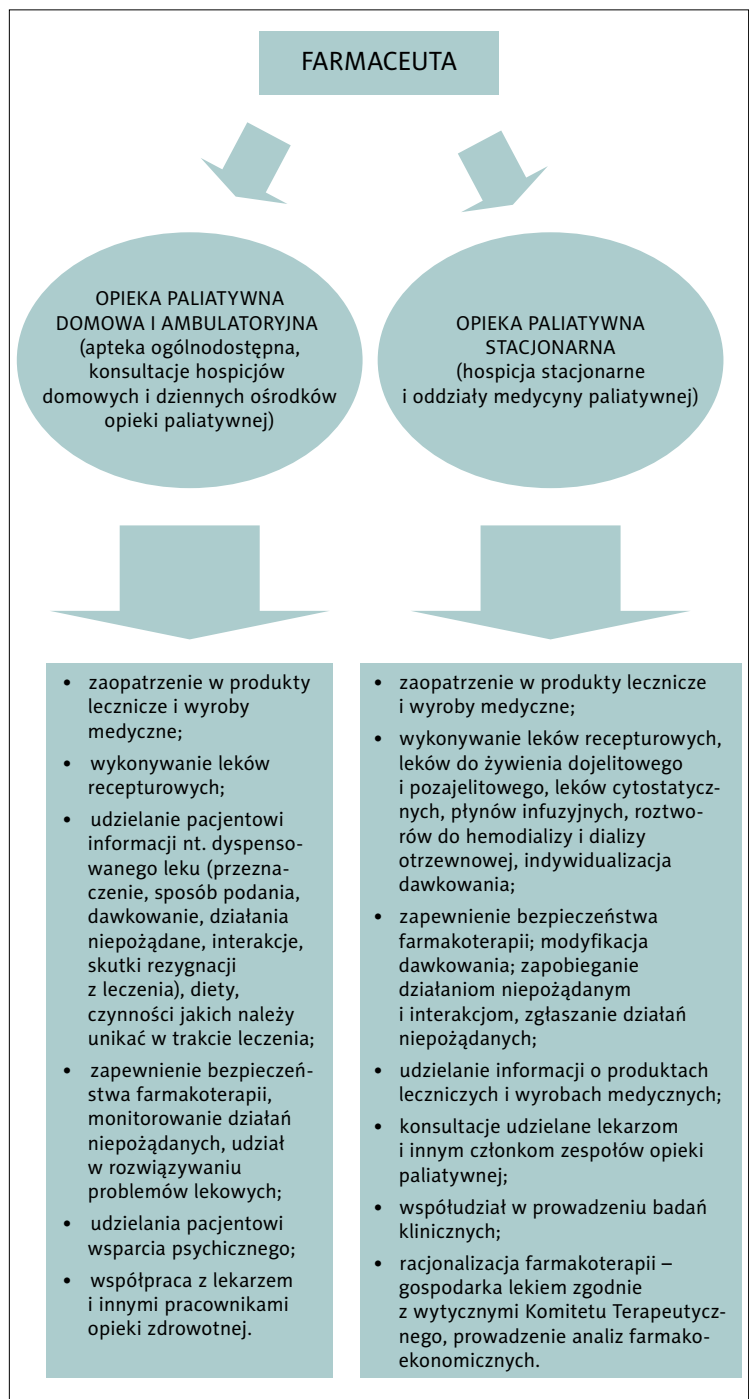 FARMACEUTA
OPIEKA PALIATYWNA
DOMOWA I AMBULATORYJNA
(apteka ogólnodostępna,
konsultacje hospicjów
domowych i dziennych ośrodków
opieki paliatywnej)
OPIEKA PALIATYWNA
STACJONARNA
(hospicja stacjonarne
i oddziały medycyny paliatywnej)
• zaopatrzenie w produkty
lecznicze i wyroby
medyczne;
• wykonywanie leków
recepturowych;
• udzielanie pacjentowi
informacji nt. dyspenso-
wanego leku (przezna-
czenie, sposób podania,
dawkowanie, działania
niepożądane, interakcje,
skutki rezygnacji
z leczenia), diety,
czynności jakich należy
unikać w trakcie leczenia;
• zapewnienie bezpieczeń-
stwa farmakoterapii,
monitorowanie działań
niepożądanych, udział
w rozwiązywaniu
problemów lekowych;
• udzielania pacjentowi
wsparcia psychicznego;
• współpraca z lekarzem
i innymi pracownikami
opieki zdrowotnej.
• zaopatrzenie w produkty lecznicze
i wyroby medyczne;
• wykonywanie leków recepturowych,
leków do żywienia dojelitowego
i pozajelitowego, leków cytostatycz-
nych, płynów infuzyjnych, roztwo-
rów do hemodializy i dializy
otrzewnowej, indywidualizacja
dawkowania;
• zapewnienie bezpieczeństwa
farmakoterapii; modyfikacja
dawkowania; zapobieganie
działaniom niepożądanym
i interakcjom, zgłaszanie działań
niepożądanych;
• udzielanie informacji o produktach
leczniczych i wyrobach medycznych;
• konsultacje udzielane lekarzom
i innym członkom zespołów opieki
paliatywnej;
• współudział w prowadzeniu badań
klinicznych;
• racjonalizacja farmakoterapii –
gospodarka lekiem zgodnie
z wytycznymi Komitetu Terapeutycz-
nego, prowadzenie analiz farmako-
ekonomicznych.